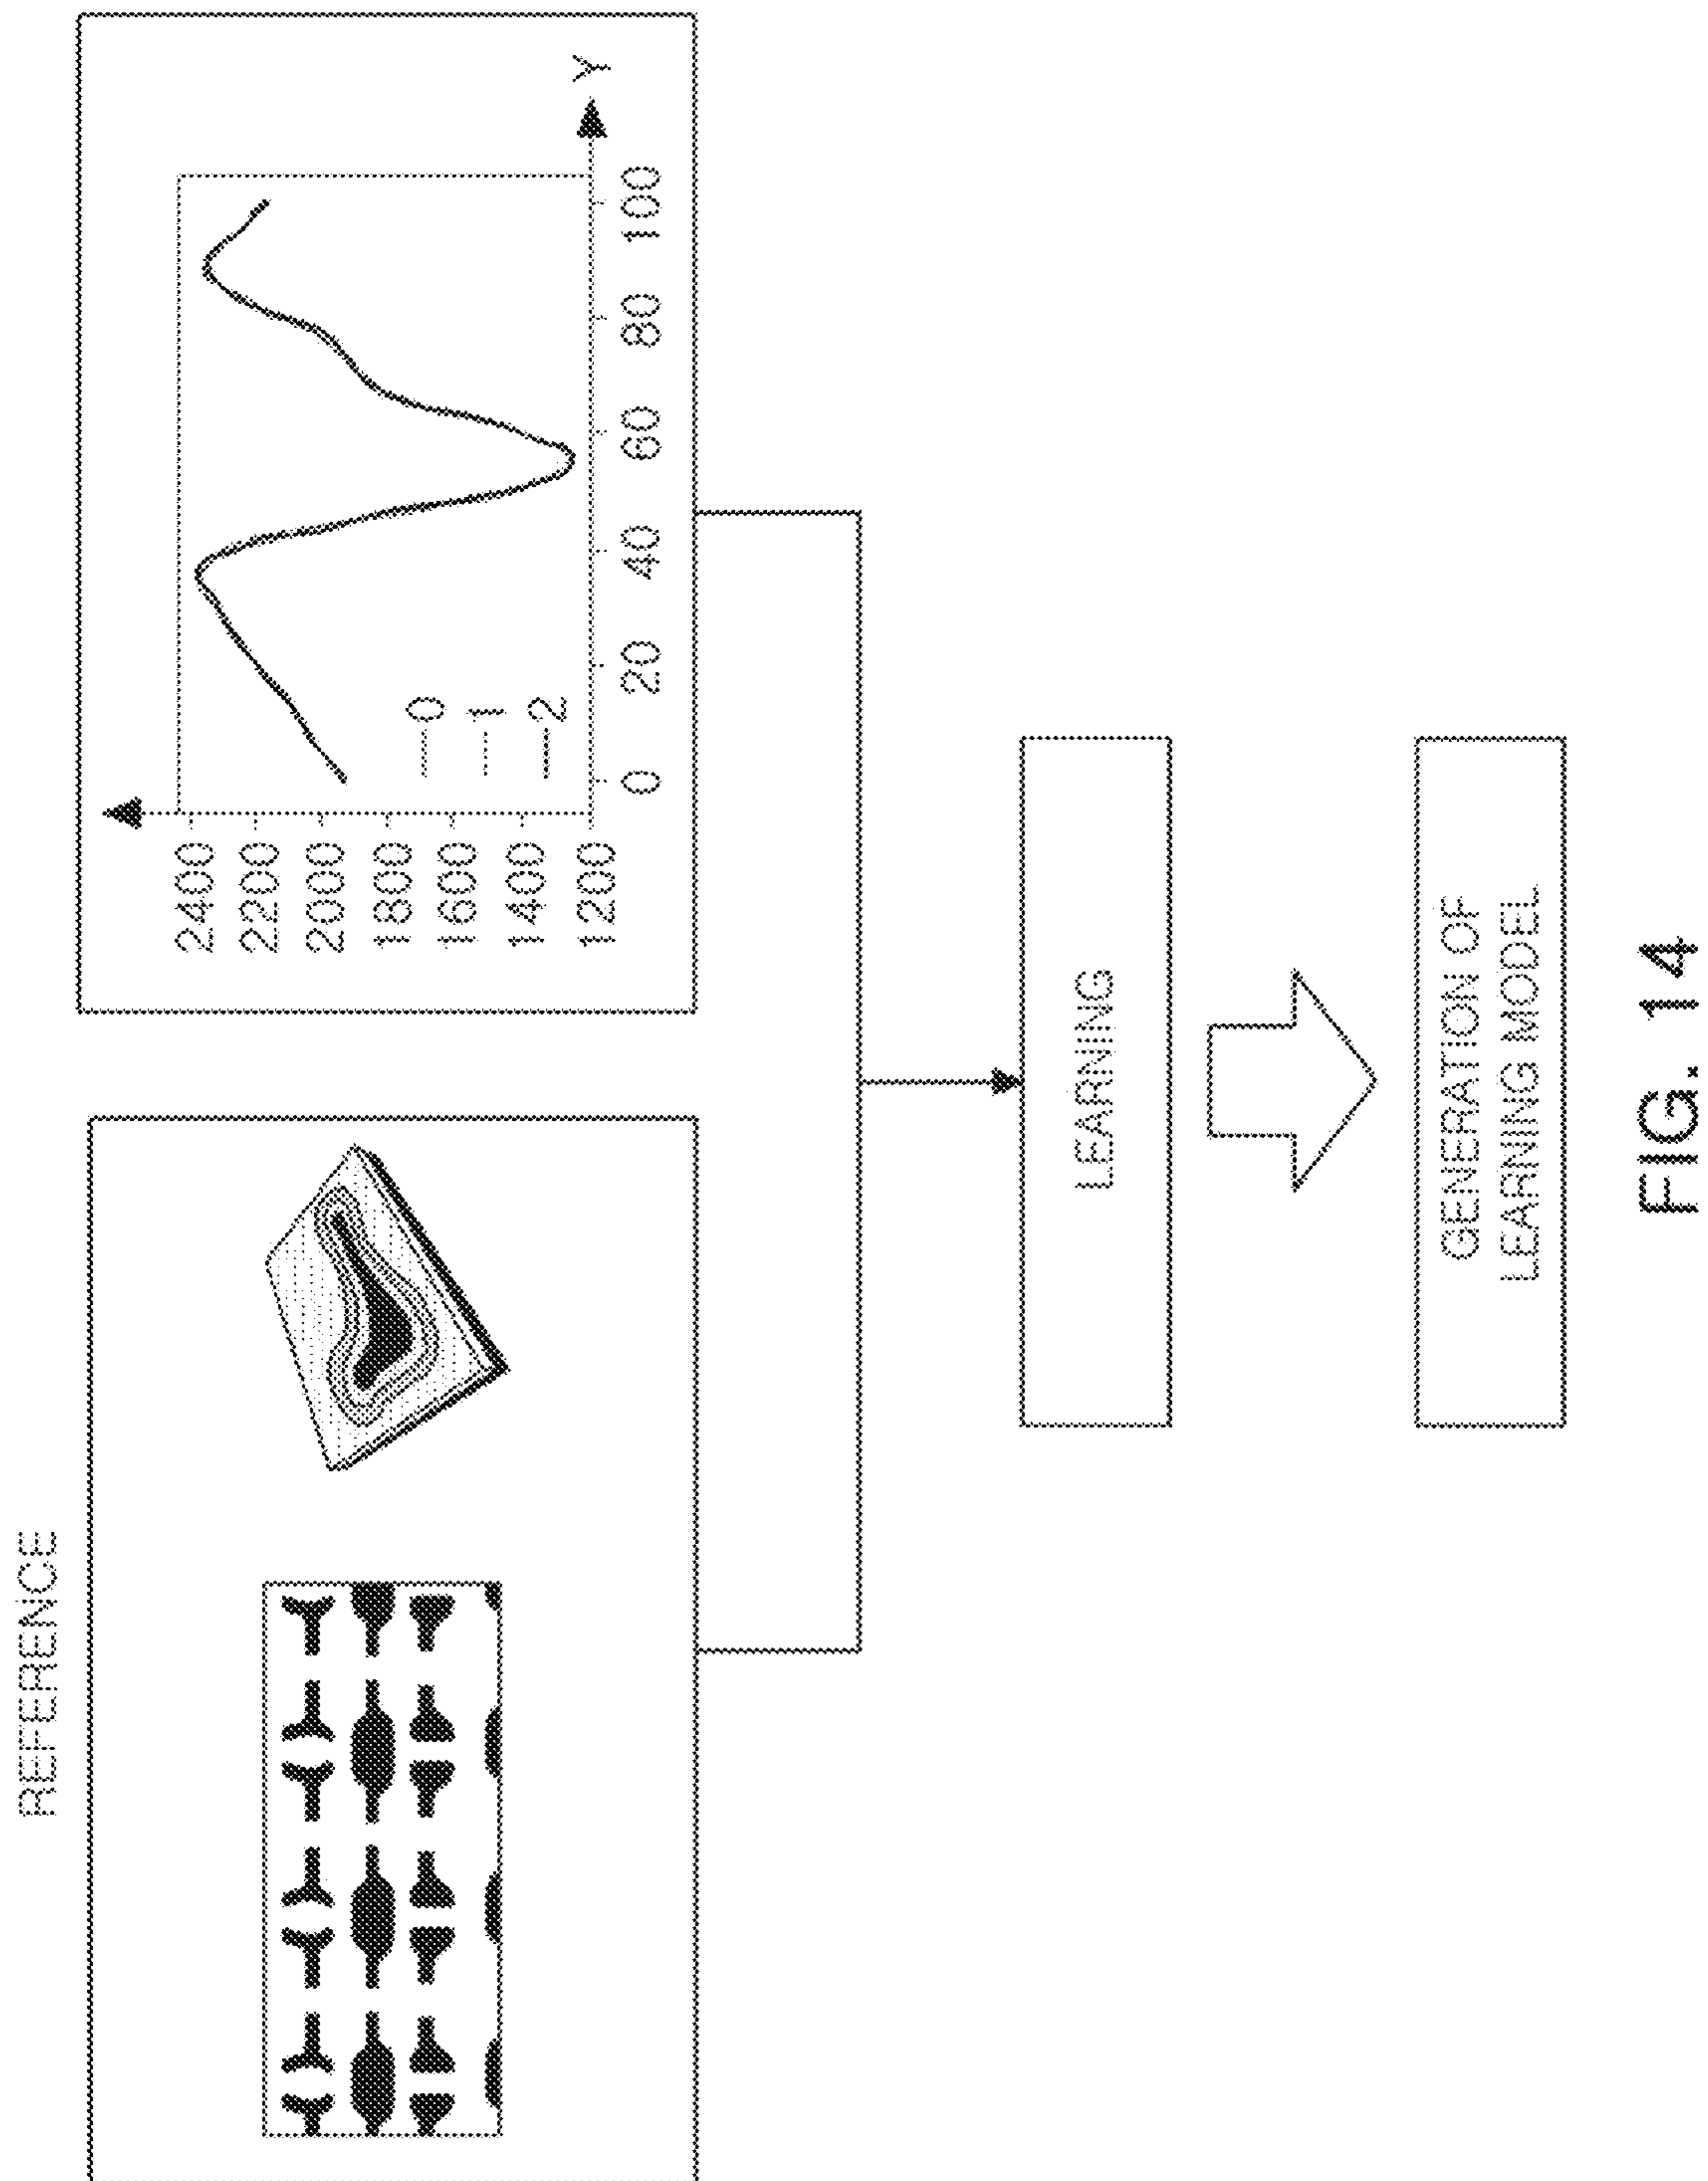 REFERENCE
2400
2200
2000
1800
1600
1400
1200
0
1
2
0 20 40 60 80 100
Y
LEARNING
GENERATION OF
LEARNING MODEL
FIG. 14